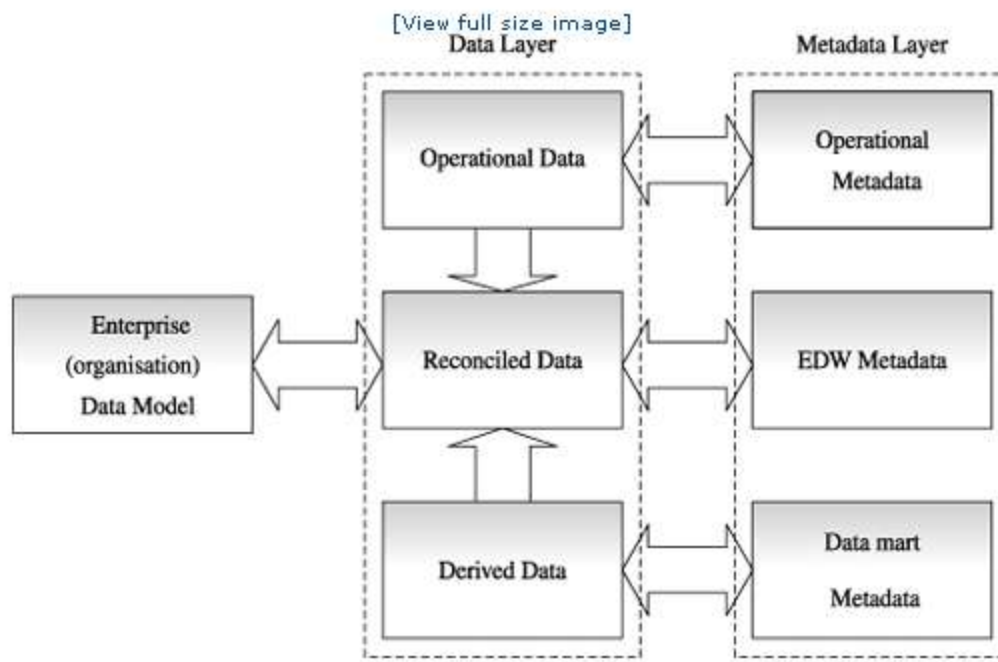 [View full size image]
Data Layer
Metadata Layer
Operational Data
Operational
Metadata
Enterprise
(organisation)
Data Model
Reconciled Data
EDW Metadata
Derived Data
Data mart
Metadata